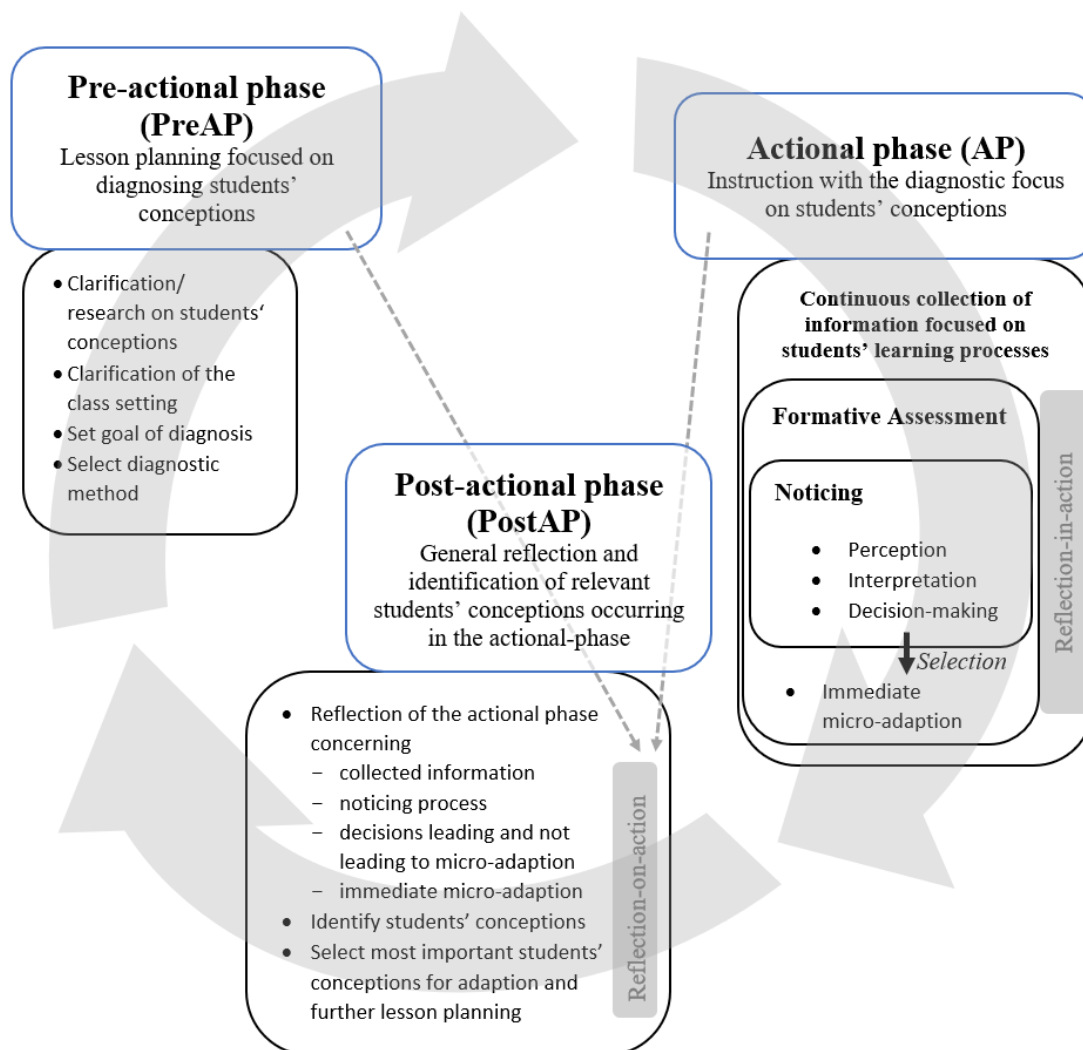 Pre-actional phase
(PreAP)
Lesson planning focused on
diagnosing students’
conceptions
• Clarification/
research on students‘
conceptions
• Clarification of the
class setting
• Set goal of diagnosis
• Select diagnostic
method
Actional phase (AP)
Instruction with the diagnostic focus
on students’ conceptions
Continuous collection of
information focused on
students’ learning processes
Formative Assessment
Noticing
• Perception
• Interpretation
• Decision-making
Selection
• Immediate
micro-adaption
Reflection-in-action
Post-actional phase
(PostAP)
General reflection and
identification of relevant
students’ conceptions occurring
in the actional-phase
• Reflection of the actional phase
concerning
− collected information
− noticing process
− decisions leading and not
leading to micro-adaption
− immediate micro-adaption
• Identify students’ conceptions
• Select most important students’
conceptions for adaption and
further lesson planning
Reflection-on-action